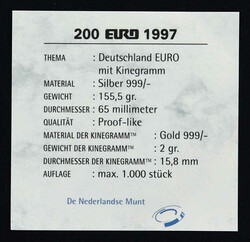 200 EURO 1997
THEMA : Deutschland EURO
mit Kinegramm
MATERIAL : Silber 999/-
GEWICHT : 155,5 gr.
DURCHMESSER : 65 millimeter
QUALITÄT : Proof-like
MATERIAL DER KINEGRAMM™ : Gold 999/-
GEWICHT DER KINEGRAMM™ : 2 gr.
DURCHMESSER DER KINEGRAMM™ : 15,8 mm
AUFLAGE : max. 1.000 stück
De Nederlandse Munt